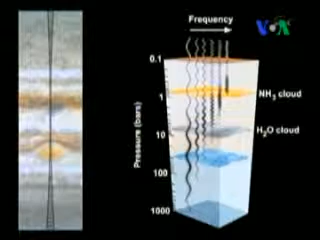 Frequency
VOA
0.1
1
10
100
1000
Pressure (bars)
NH₃ cloud
H₂O cloud